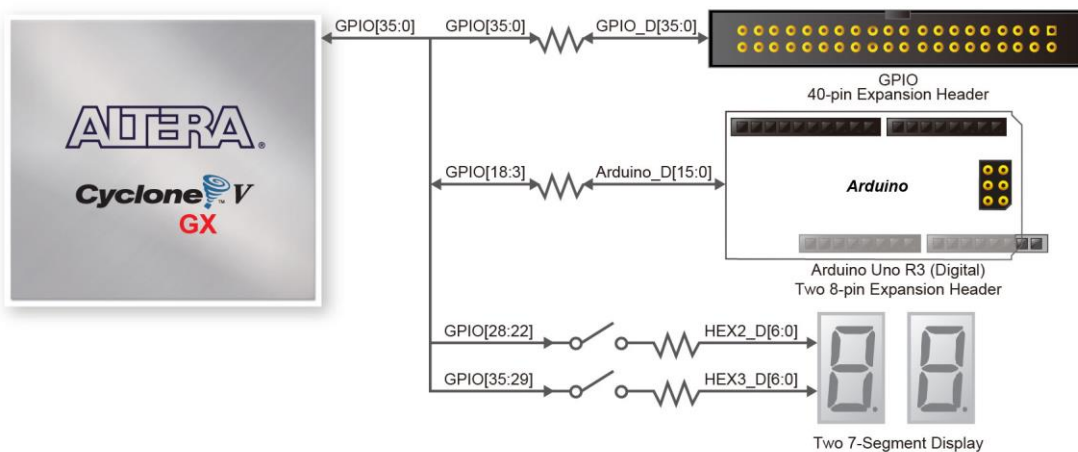 GPIO[35:0]
GPIO[35:0]
GPIO_D[35:0]
GPIO
40-pin Expansion Header
ALTERA.
Cyclone V
™
GX
GPIO[18:3]
Arduino_D[15:0]
Arduino
Arduino Uno R3 (Digital)
Two 8-pin Expansion Header
GPIO[28:22]
HEX2_D[6:0]
GPIO[35:29]
HEX3_D[6:0]
Two 7-Segment Display